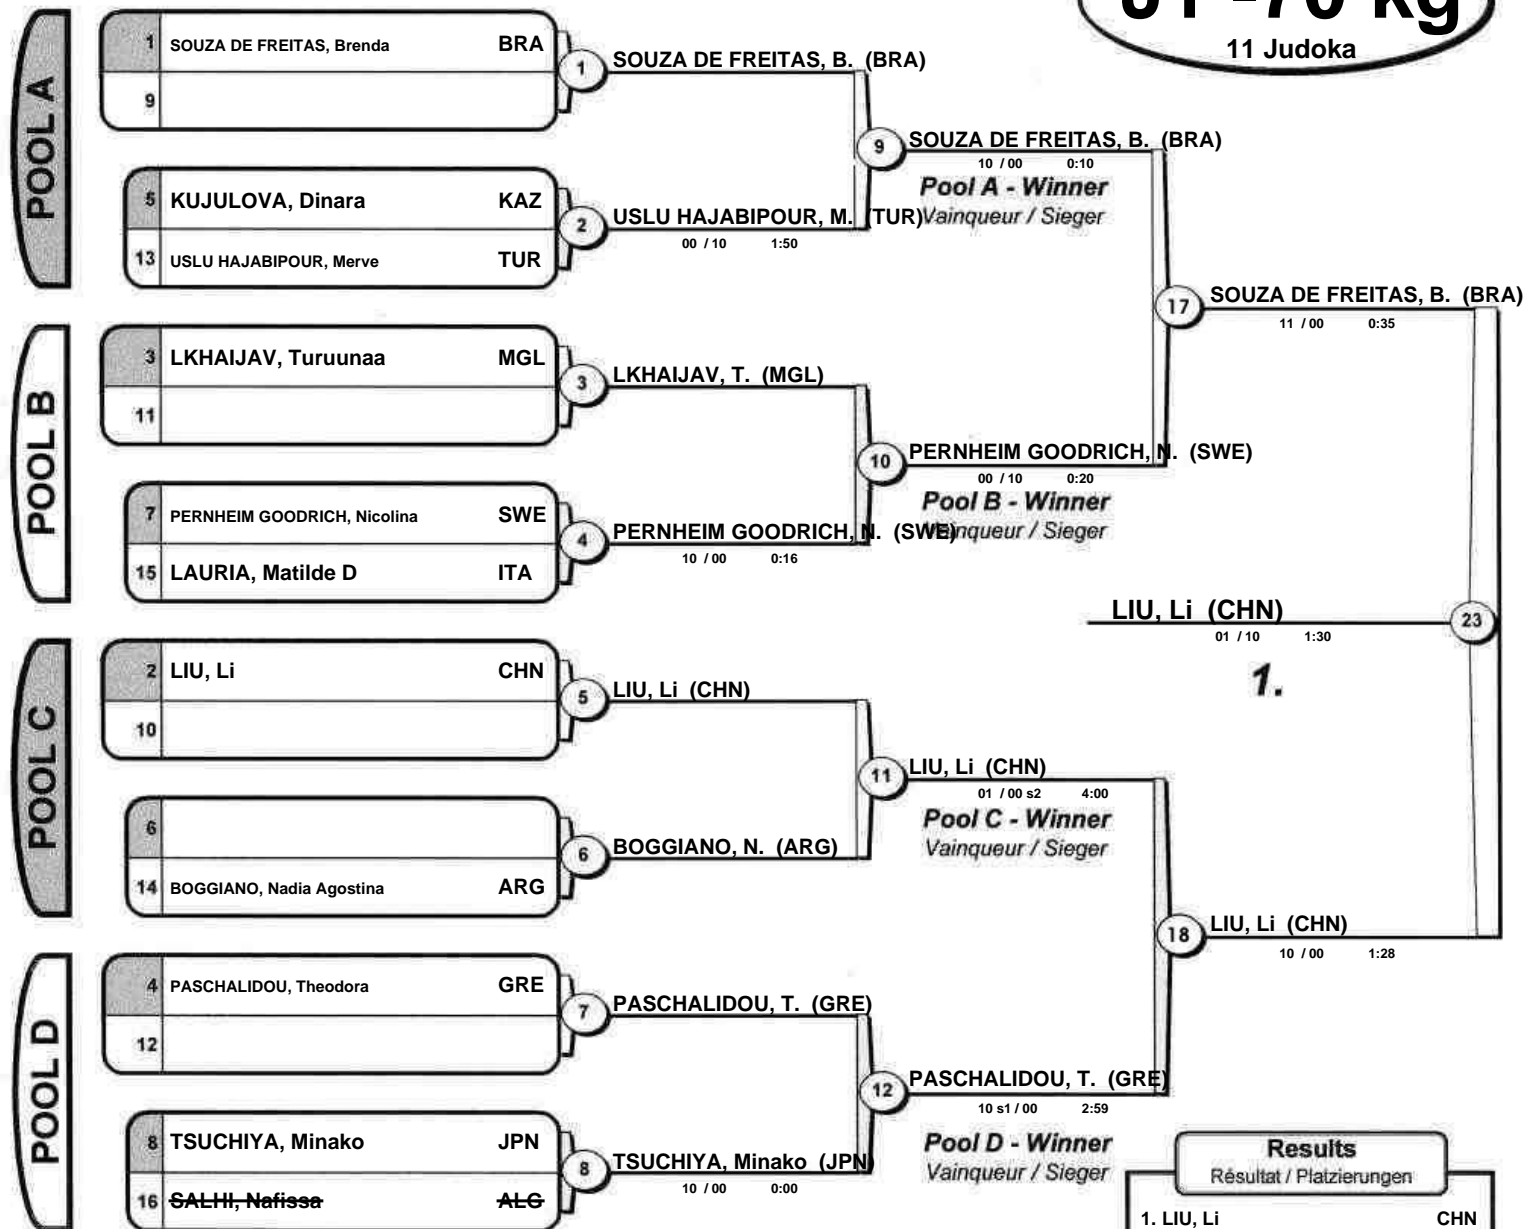 J1 -70 kg
11 Judoka
POOL A
1 SOUZA DE FREITAS, Brenda BRA
9
1 SOUZA DE FREITAS, B. (BRA)
5 KUJULOVA, Dinara KAZ
13 USLU HAJABIPOUR, Merve TUR
2 USLU HAJABIPOUR, M. (TUR)
00 / 10 1:50
9 SOUZA DE FREITAS, B. (BRA)
10 / 00 0:10
Pool A - Winner
Vainqueur / Sieger
POOL B
3 LKHAIJAV, Turuunaa MGL
11
3 LKHAIJAV, T. (MGL)
7 PERNHEIM GOODRICH, Nicolina SWE
15 LAURIA, Matilde D ITA
4 PERNHEIM GOODRICH, N. (SWE)
10 / 00 0:16
10 PERNHEIM GOODRICH, N. (SWE)
00 / 10 0:20
Pool B - Winner
Vainqueur / Sieger
17 SOUZA DE FREITAS, B. (BRA)
11 / 00 0:35
LIU, Li (CHN) 23
01 / 10 1:30
1.
POOL C
2 LIU, Li CHN
10
5 LIU, Li (CHN)
6
14 BOGGIANO, Nadia Agostina ARG
6 BOGGIANO, N. (ARG)
11 LIU, Li (CHN)
01 / 00 s2 4:00
Pool C - Winner
Vainqueur / Sieger
18 LIU, Li (CHN)
10 / 00 1:28
POOL D
4 PASCHALIDOU, Theodora GRE
12
7 PASCHALIDOU, T. (GRE)
8 TSUCHIYA, Minako JPN
16 SALHI, Nafissa ALG
8 TSUCHIYA, Minako (JPN)
10 / 00 0:00
12 PASCHALIDOU, T. (GRE)
10 s1 / 00 2:59
Pool D - Winner
Vainqueur / Sieger
Results
Résultat / Platzierungen
1. LIU, Li CHN